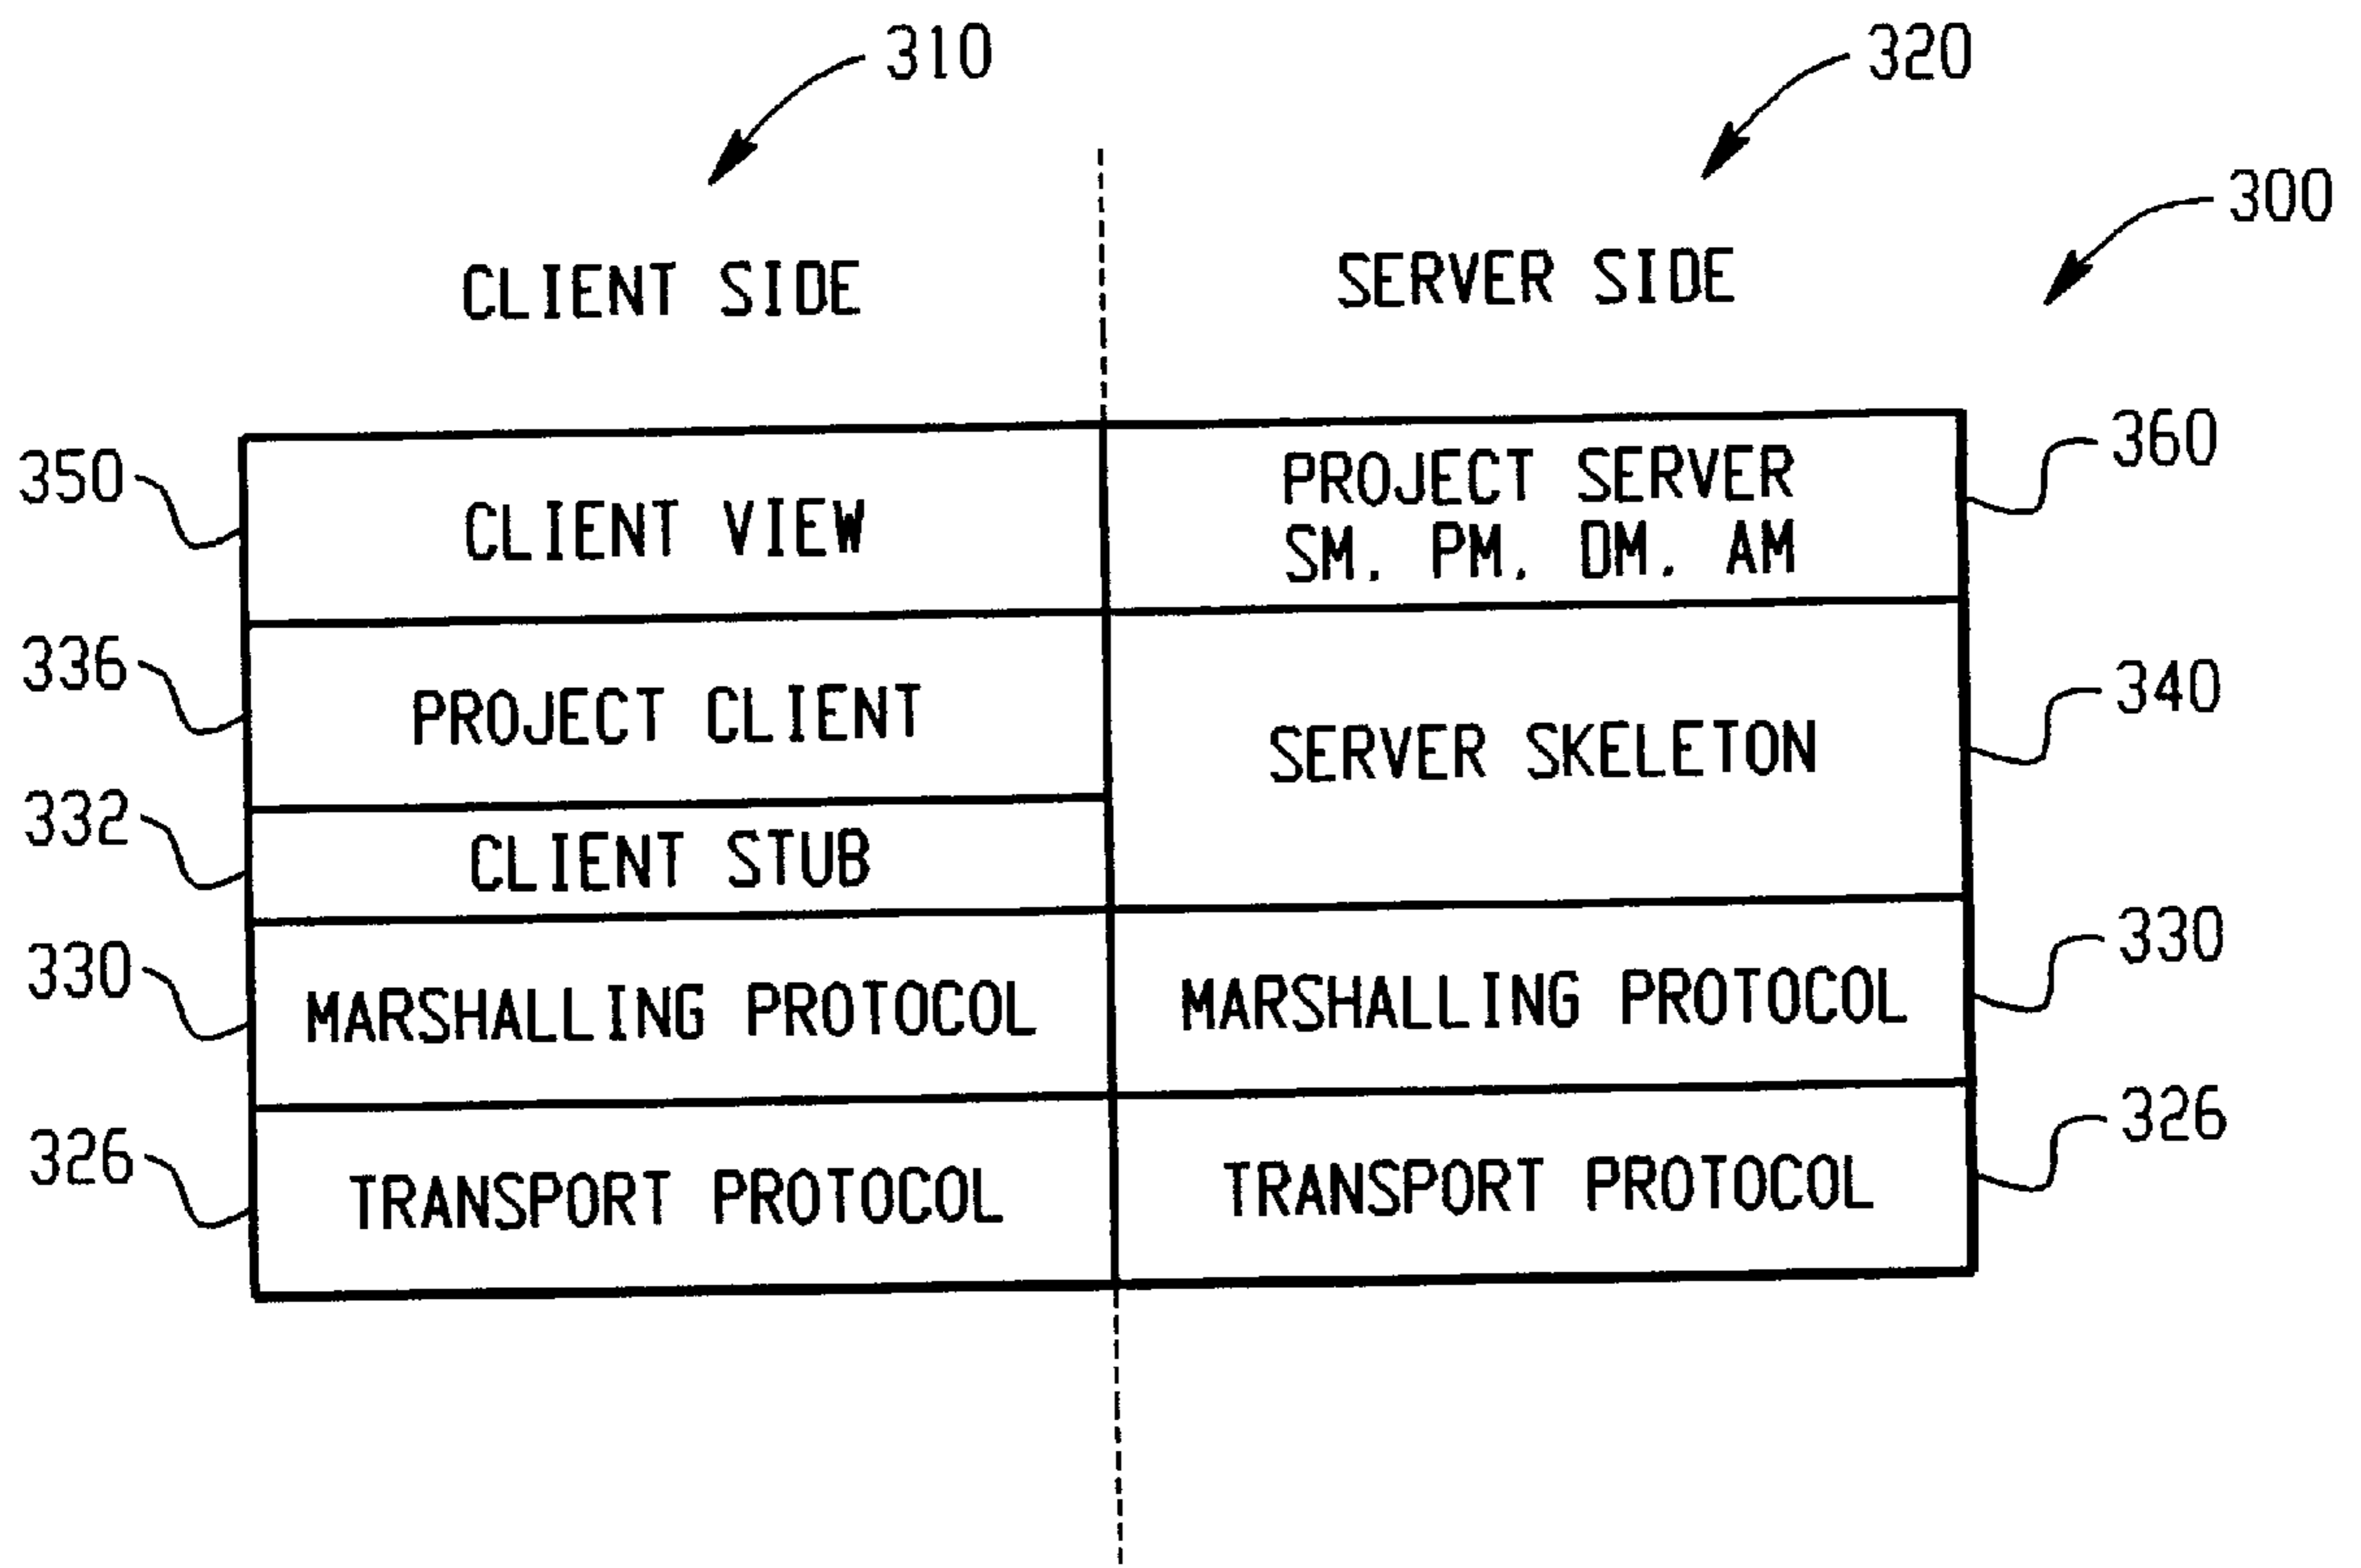 310
320
300
CLIENT SIDE
SERVER SIDE
350
CLIENT VIEW
PROJECT SERVER
SM, PM, DM, AM
360
336
PROJECT CLIENT
SERVER SKELETON
340
332
CLIENT STUB
330
MARSHALLING PROTOCOL
MARSHALLING PROTOCOL
330
326
TRANSPORT PROTOCOL
TRANSPORT PROTOCOL
326